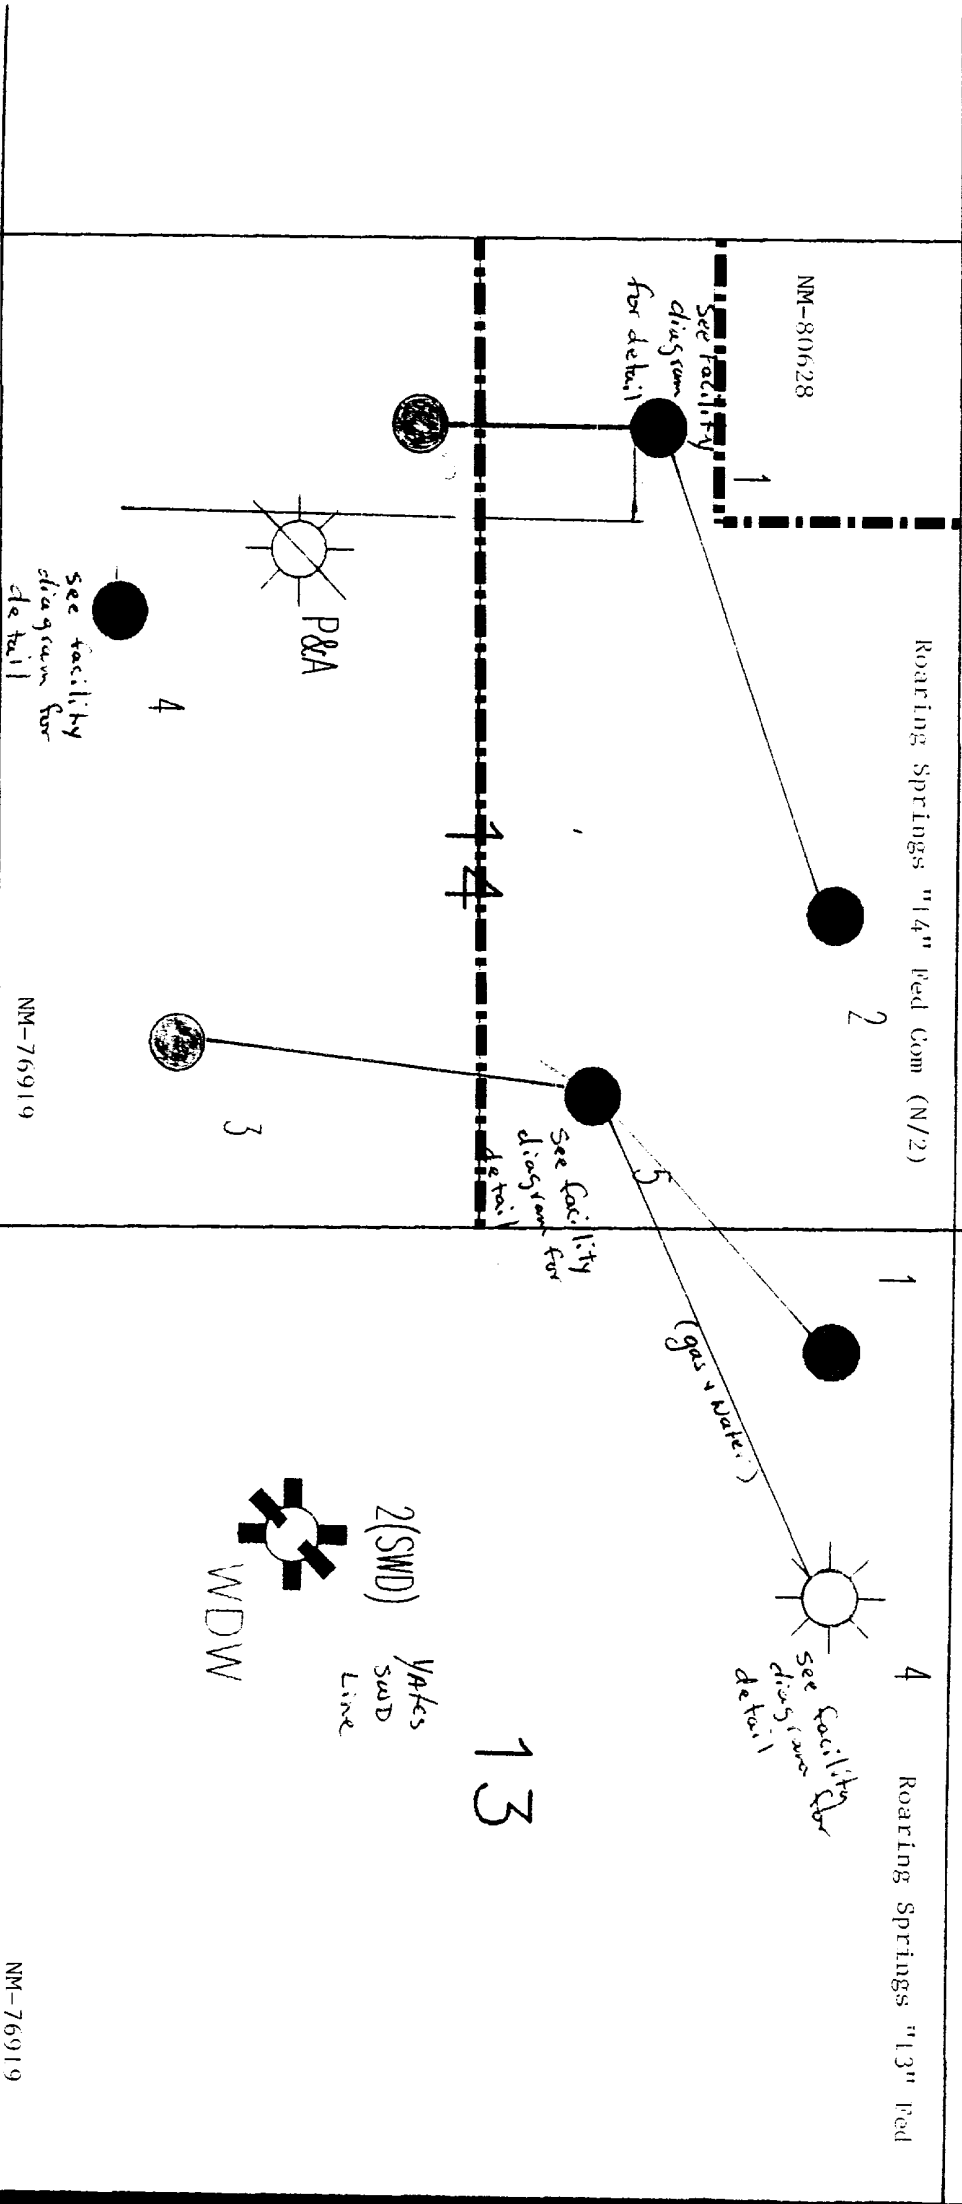 Roaring Springs "14" Fed Com (N/2)
NM-80628
1
2
see facility
diagram
for detail
5
see facility
diagram for
detail
14
P&A
3
4
see facility
diagram for
detail
NM-76919
Roaring Springs "13" Fed
1
4
see facility
diagram for
detail
(gas + Water)
13
2(SWD)
Yates
SWD
Line
WDW
NM-76919